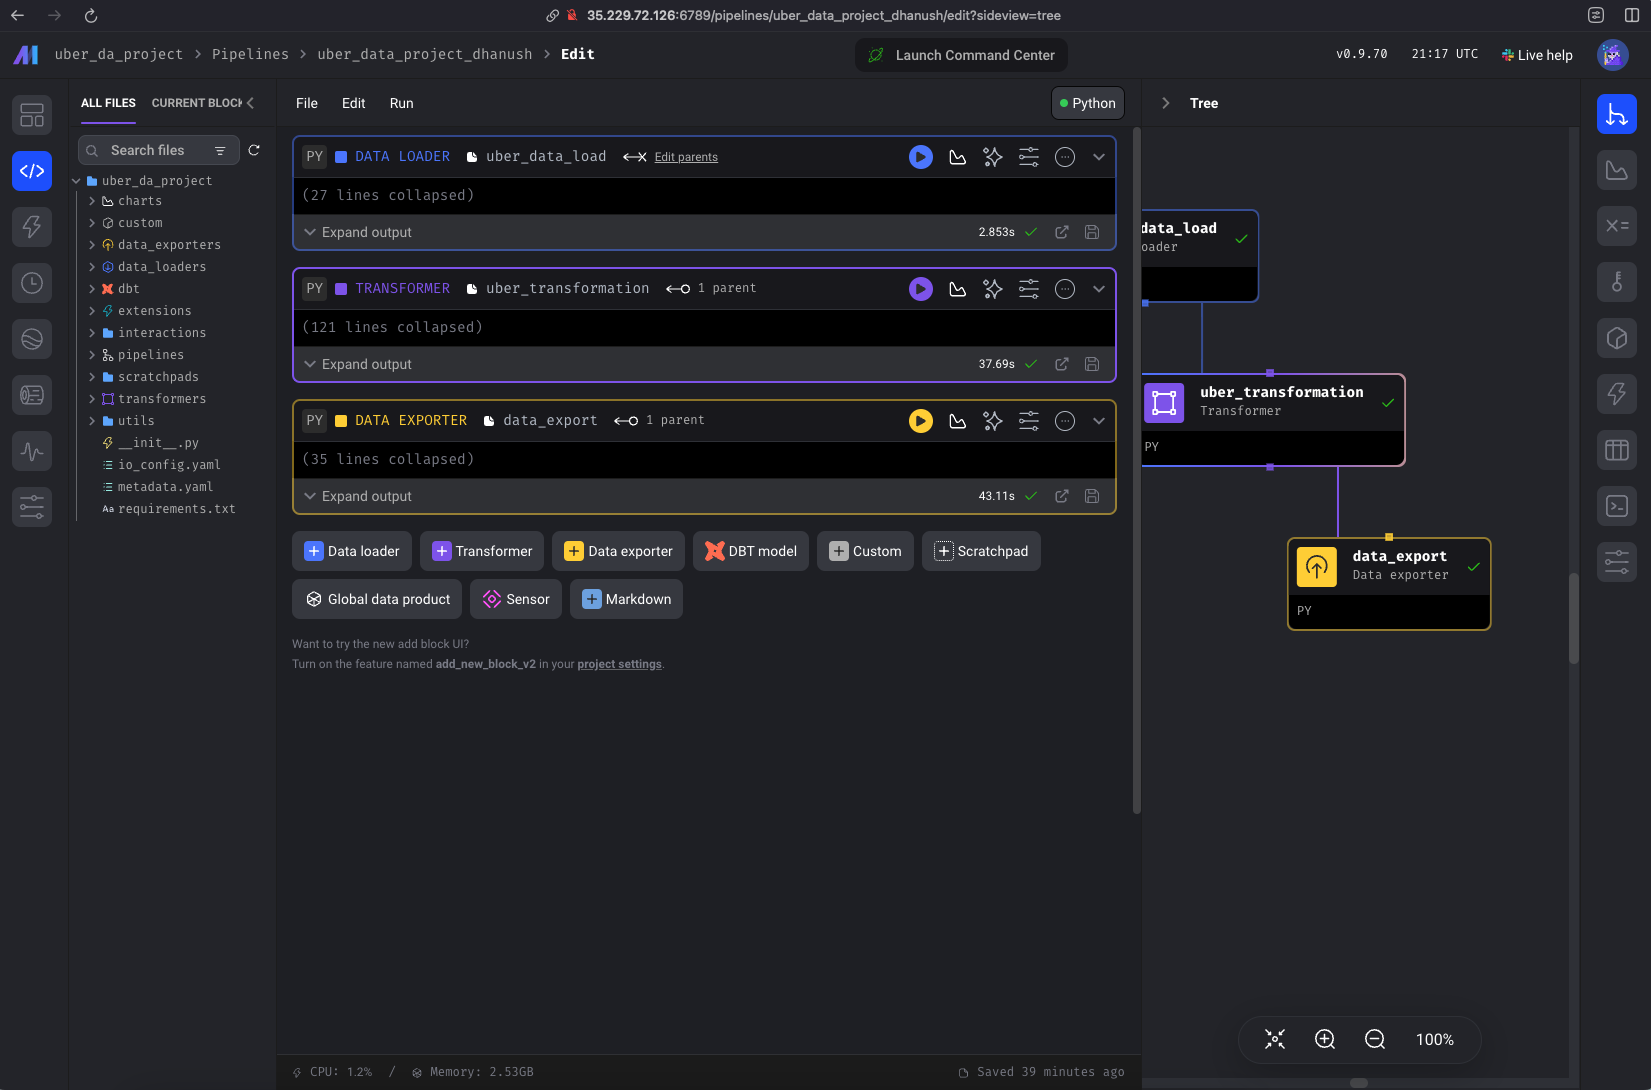 35.229.72.126:6789/pipelines/uber_data_project_dhanush/edit?sideview=tree
uber_da_project > Pipelines > uber_data_project_dhanush > Edit
Launch Command Center
v0.9.70
21:17 UTC
Live help
ALL FILES
CURRENT BLOCK
Search files
uber_da_project
charts
custom
data_exporters
data_loaders
dbt
extensions
interactions
pipelines
scratchpads
transformers
utils
__init__.py
io_config.yaml
metadata.yaml
Aa requirements.txt
File
Edit
Run
Python
PY DATA LOADER uber_data_load Edit parents
(27 lines collapsed)
Expand output 2.853s
PY TRANSFORMER uber_transformation 1 parent
(121 lines collapsed)
Expand output 37.69s
PY DATA EXPORTER data_export 1 parent
(35 lines collapsed)
Expand output 43.11s
Data loader
Transformer
Data exporter
DBT model
Custom
Scratchpad
Global data product
Sensor
Markdown
Want to try the new add block UI?
Turn on the feature named add_new_block_v2 in your project settings.
CPU: 1.2% / Memory: 2.53GB
Saved 39 minutes ago
Tree
data_load
oader
uber_transformation
Transformer
PY
data_export
Data exporter
PY
100%